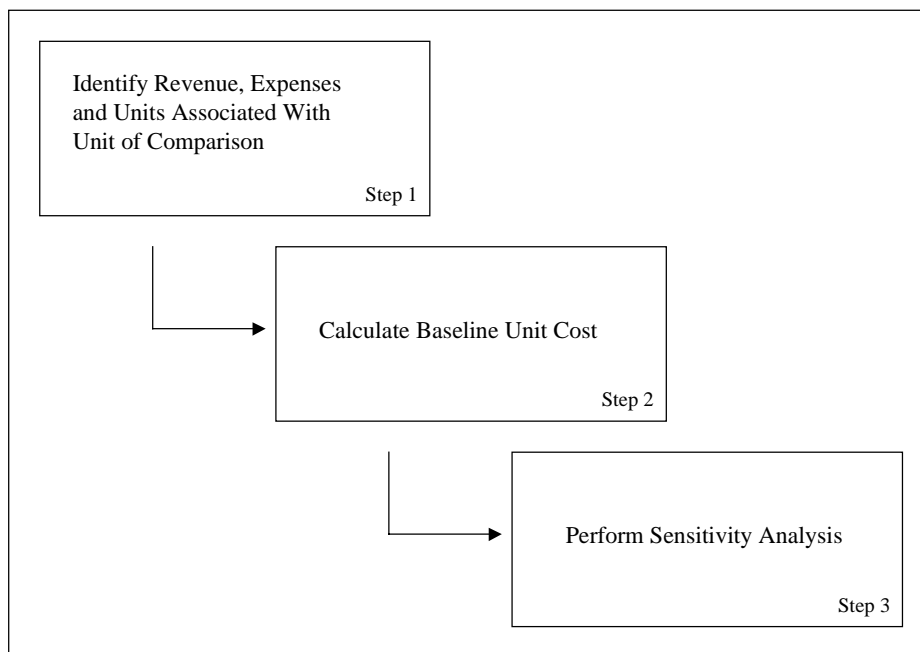 Identify Revenue, Expenses
and Units Associated With
Unit of Comparison
Step 1
Calculate Baseline Unit Cost
Step 2
Perform Sensitivity Analysis
Step 3